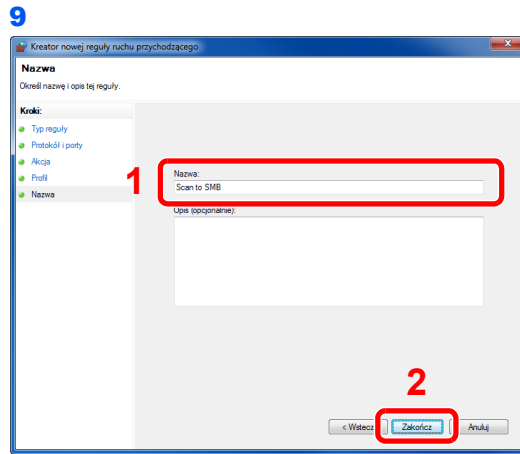 9
Kreator nowej reguły ruchu przychodzącego
Nazwa
Określ nazwę i opis tej reguły.
Kroki:
Typ reguły
Protokół i porty
Akcja
Profil
Nazwa
1
Nazwa:
Scan to SMB
Opis (opcjonalnie):
2
< Wstecz
Zakończ
Anuluj